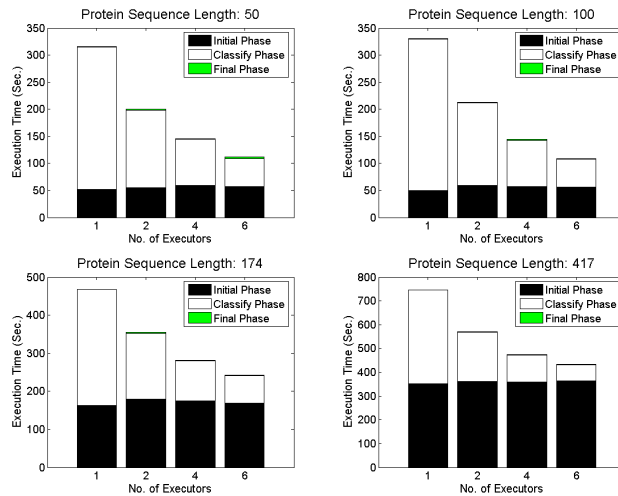 Protein Sequence Length: 50
350
300
250
200
150
100
50
0
Execution Time (Sec.)
Initial Phase
Classify Phase
Final Phase
1 2 4 6
No. of Executors
Protein Sequence Length: 100
350
300
250
200
150
100
50
0
Execution Time (Sec.)
Initial Phase
Classify Phase
Final Phase
1 2 4 6
No. of Executors
Protein Sequence Length: 174
500
400
300
200
100
0
Execution Time (Sec.)
Initial Phase
Classify Phase
Final Phase
1 2 4 6
No. of Executors
Protein Sequence Length: 417
800
700
600
500
400
300
200
100
0
Execution Time (Sec.)
Initial Phase
Classify Phase
Final Phase
1 2 4 6
No. of Executors